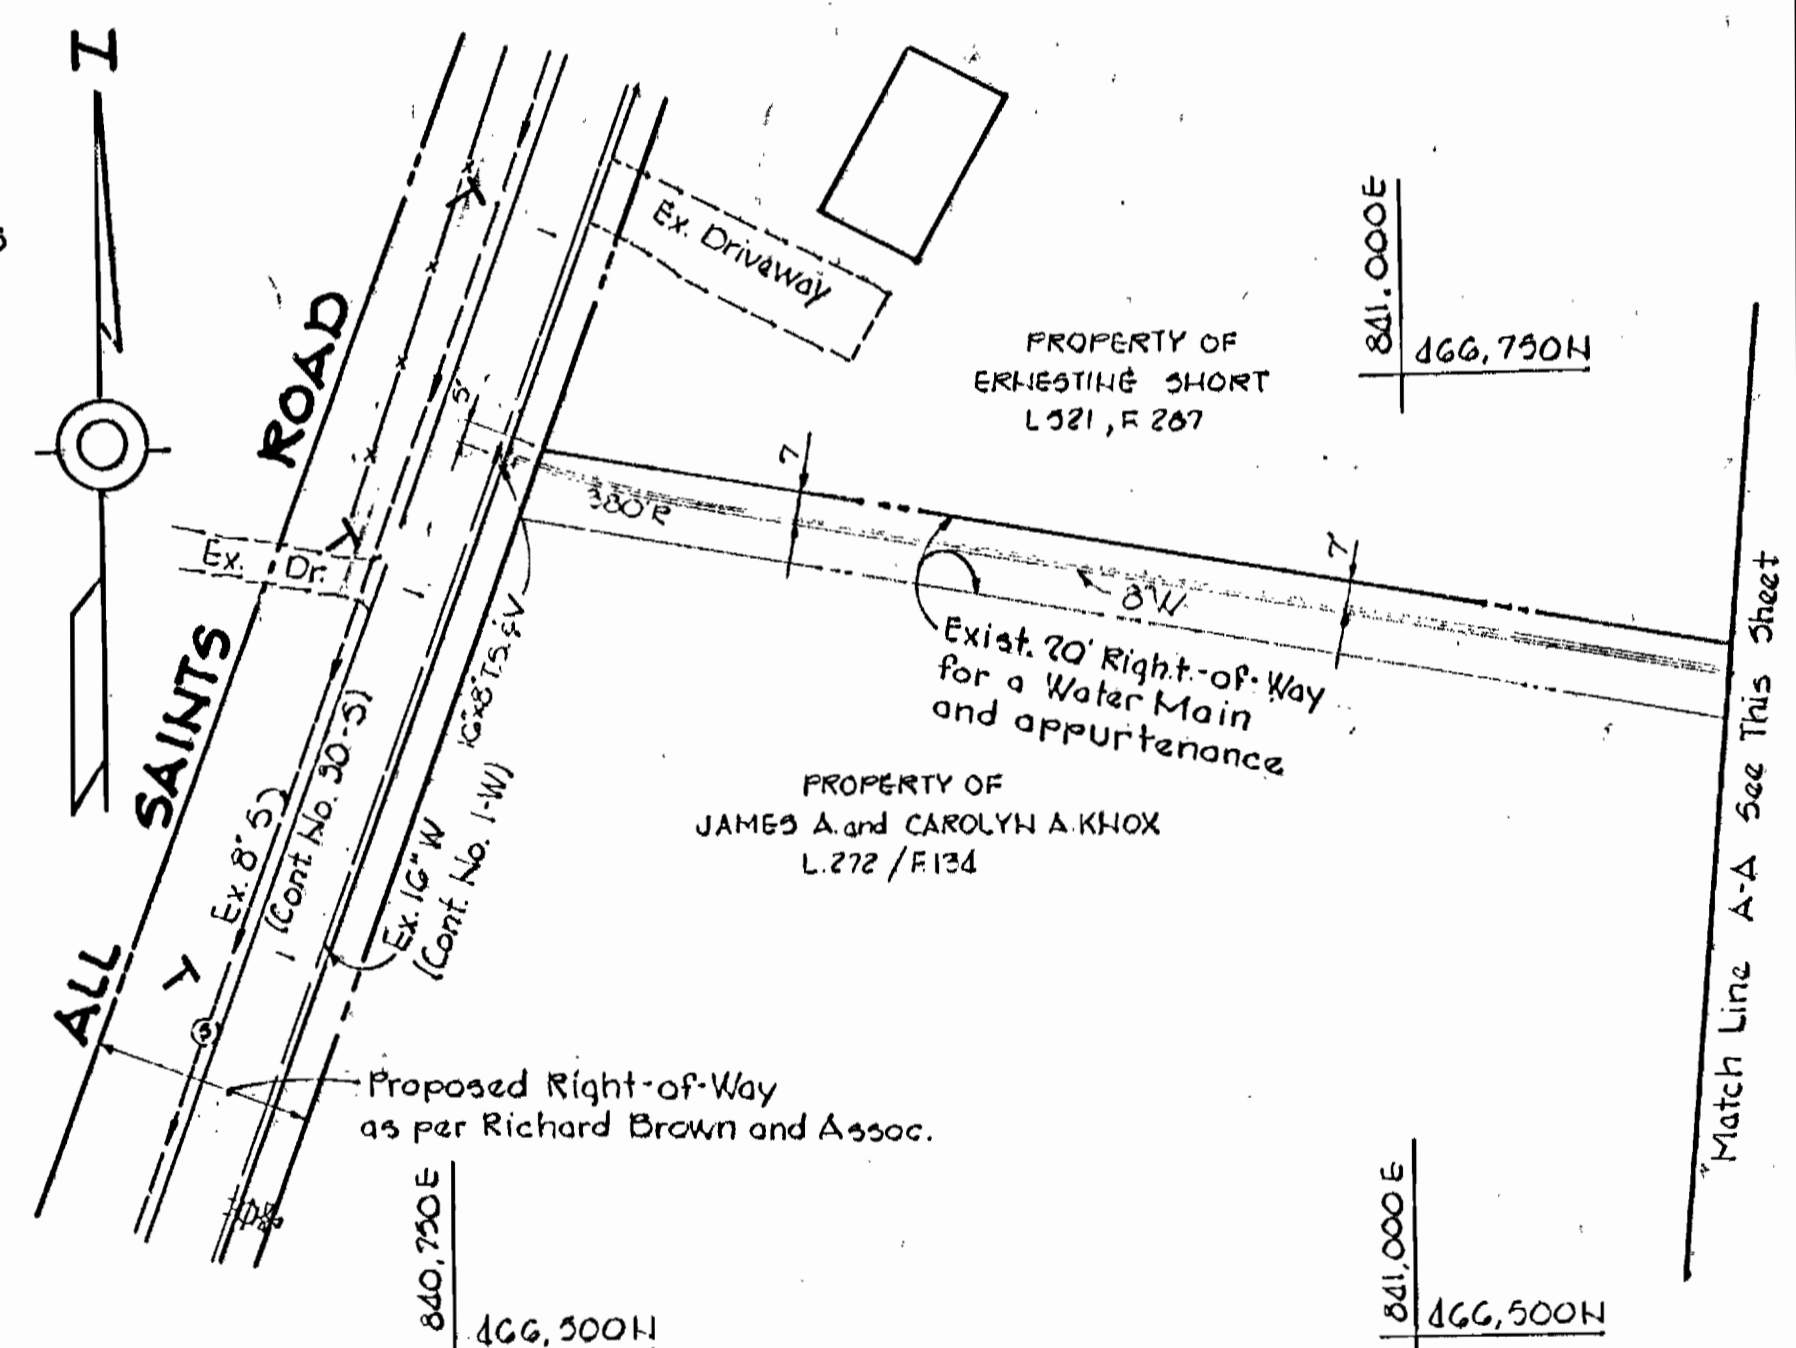 ALL SAINTS ROAD
Ex. Driveway
841,000E
466,750N
PROPERTY OF
ERNESTINE SHORT
L521, F 287
5'
7'
7'
380'R
Ex. Dr.
8"W
Exist. 20' Right-of-Way
for a Water Main
and appurtenance
16"x8" T.S. & V
PROPERTY OF
JAMES A. and CAROLYN A. KNOX
L.272 / F.134
Ex. 8" S
(Cont. No. 20-S)
Ex. 16" W
(Cont. No. 1-W)
S
Proposed Right-of-Way
as per Richard Brown and Assoc.
840,750E
466,500N
841,000E
466,500N
Match Line A-A See This Sheet